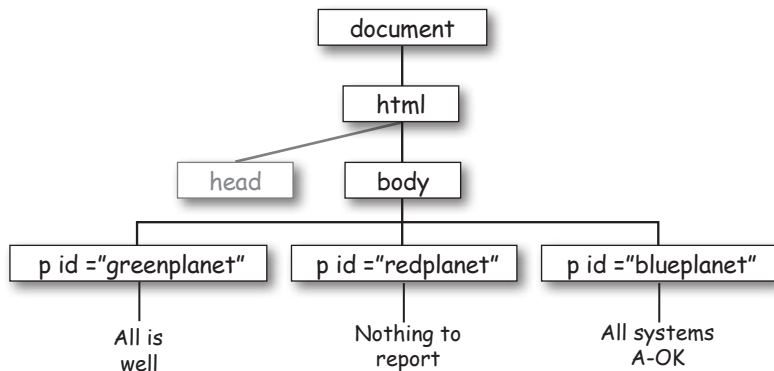 document
html
head
body
p id =”greenplanet”
p id =”redplanet”
p id =”blueplanet”
All is
well
Nothing to
report
All systems
A-OK